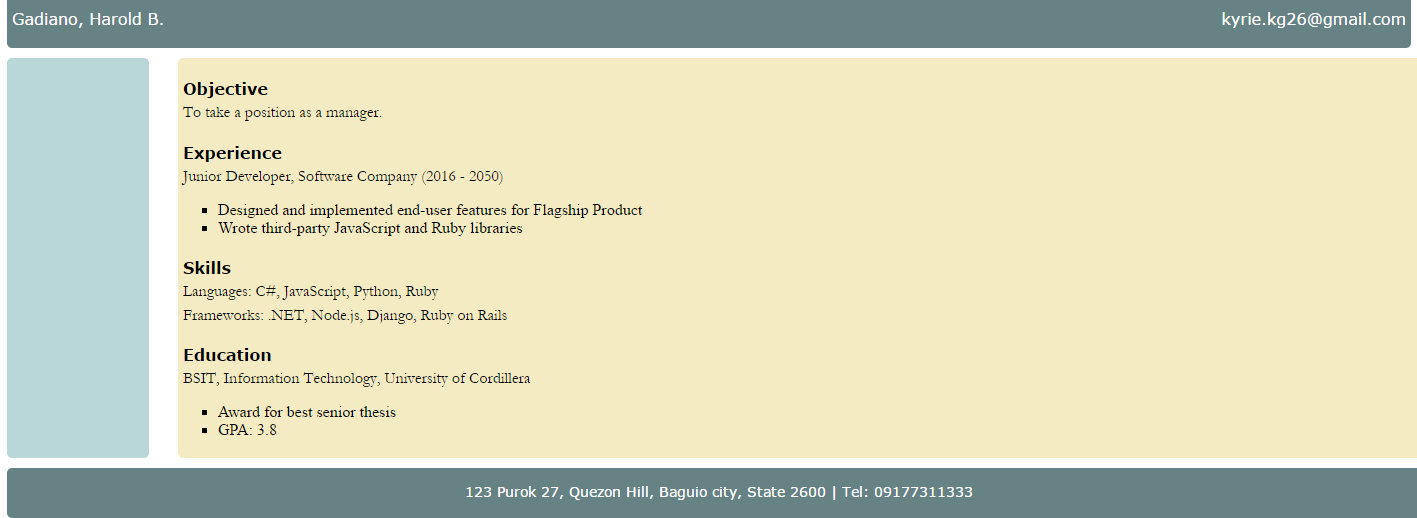 Gadiano, Harold B.
kyrie.kg26@gmail.com
Objective
To take a position as a manager.
Experience
Junior Developer, Software Company (2016 - 2050)
Designed and implemented end-user features for Flagship Product
Wrote third-party JavaScript and Ruby libraries
Skills
Languages: C#, JavaScript, Python, Ruby
Frameworks: .NET, Node.js, Django, Ruby on Rails
Education
BSIT, Information Technology, University of Cordillera
Award for best senior thesis
GPA: 3.8
123 Purok 27, Quezon Hill, Baguio city, State 2600 | Tel: 09177311333